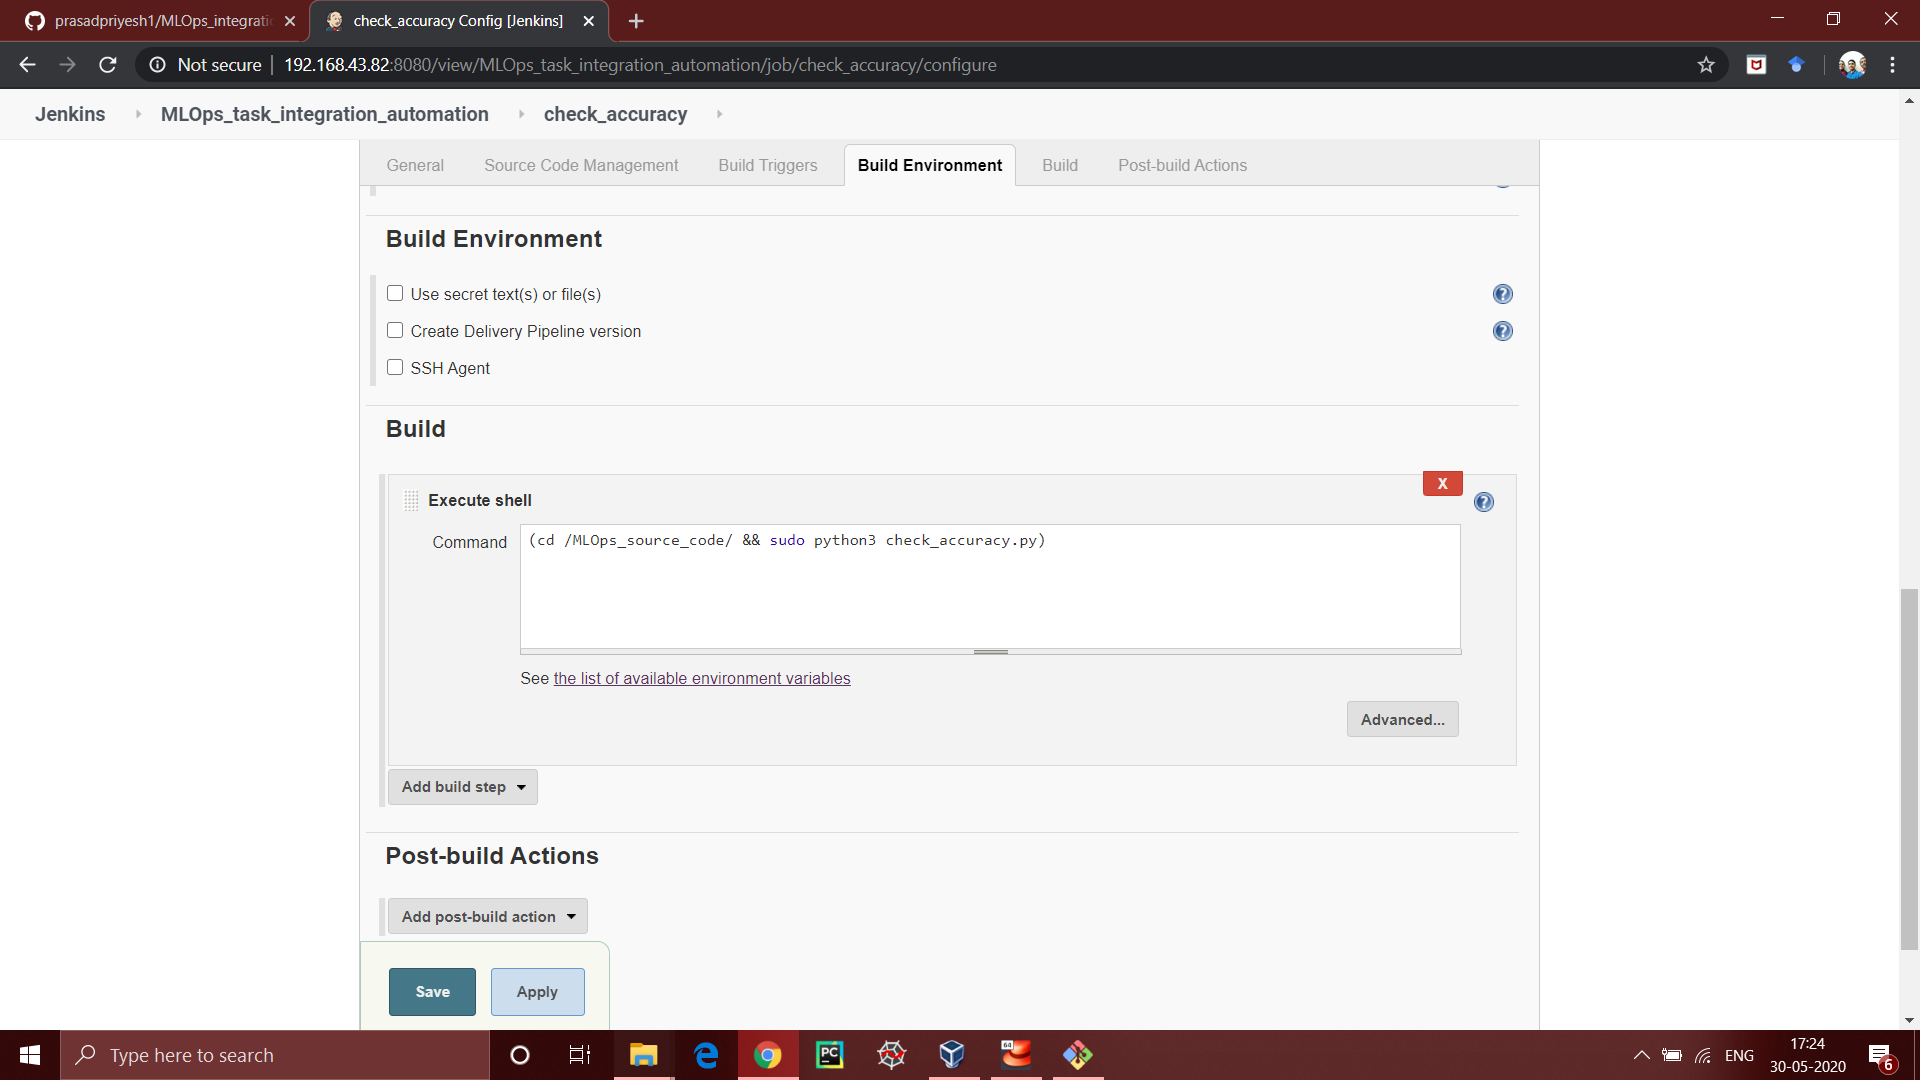 prasadpriyesh1/MLOps_integratio
check_accuracy Config [Jenkins]
Not secure
192.168.43.82:8080/view/MLOps_task_integration_automation/job/check_accuracy/configure
Jenkins
MLOps_task_integration_automation
check_accuracy
General
Source Code Management
Build Triggers
Build Environment
Build
Post-build Actions
Build Environment
Use secret text(s) or file(s)
Create Delivery Pipeline version
SSH Agent
Build
X
Execute shell
Command
(cd /MLOps_source_code/ && sudo python3 check_accuracy.py)
See the list of available environment variables
Advanced...
Add build step
Post-build Actions
Add post-build action
Save
Apply
Type here to search
PC
64
ENG
17:24
30-05-2020
6